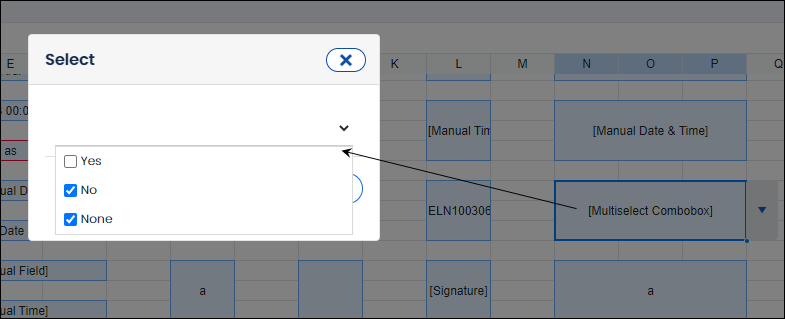 Select
E
K
L
M
N
O
P
Q
s 00:0
[Manual Tim
[Manual Date & Time]
as
Yes
No
None
ual D
ELN100306
[Multiselect Combobox]
Date
ual Field]
a
[Signature]
a
ual Time]